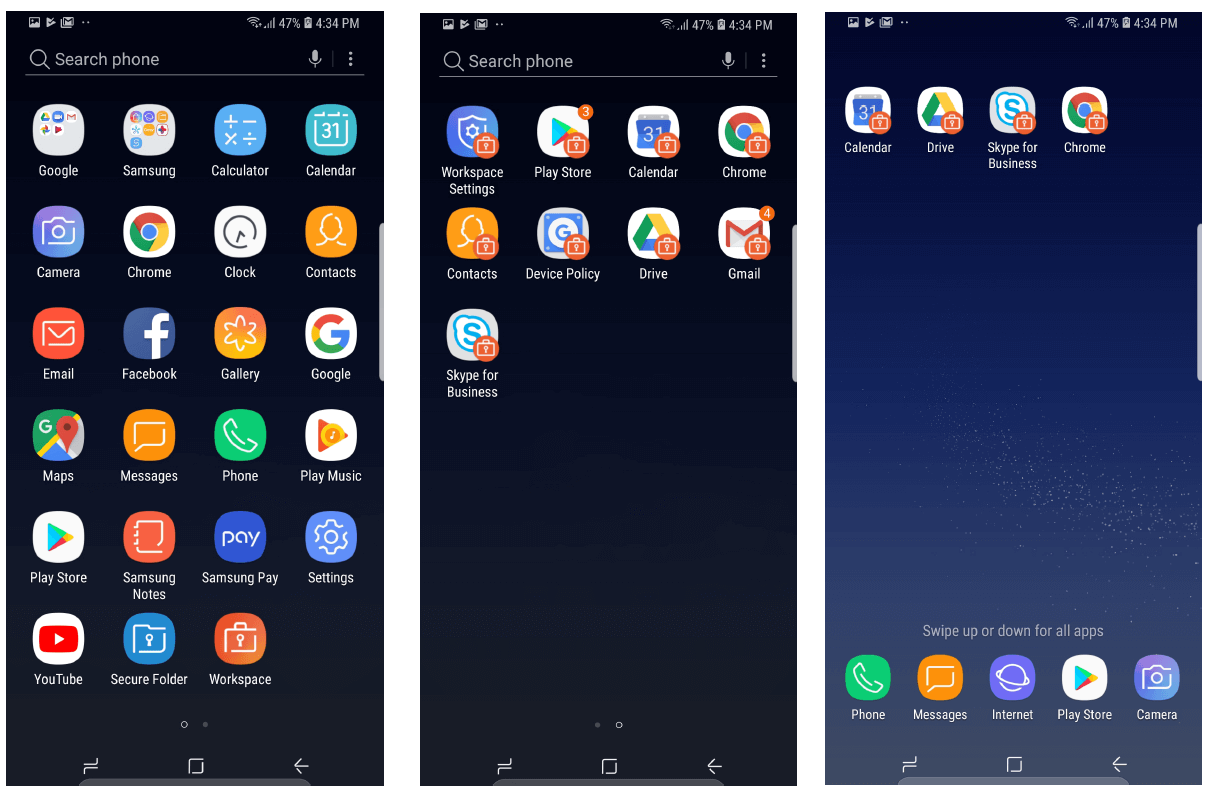 47% 4:34 PM
Search phone
Google Samsung Calculator Calendar
31
Camera Chrome Clock Contacts
Email Facebook Gallery Google
G
Maps Messages Phone Play Music
pay
Play Store Samsung Notes Samsung Pay Settings
YouTube Secure Folder Workspace
47% 4:34 PM
Search phone
3
31
Workspace Settings Play Store Calendar Chrome
4
G
Contacts Device Policy Drive Gmail
S
Skype for
Business
47% 4:34 PM
31
S
Calendar Drive Skype for Business Chrome
Swipe up or down for all apps
Phone Messages Internet Play Store Camera